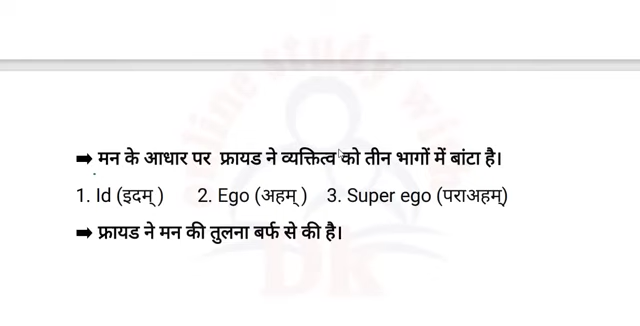 ➡ मन के आधार पर फ्रायड ने व्यक्तित्व को तीन भागों में बांटा है।
1. Id (इदम् ) 2. Ego (अहम् ) 3. Super ego (पराअहम्)
➡ फ्रायड ने मन की तुलना बर्फ से की है।